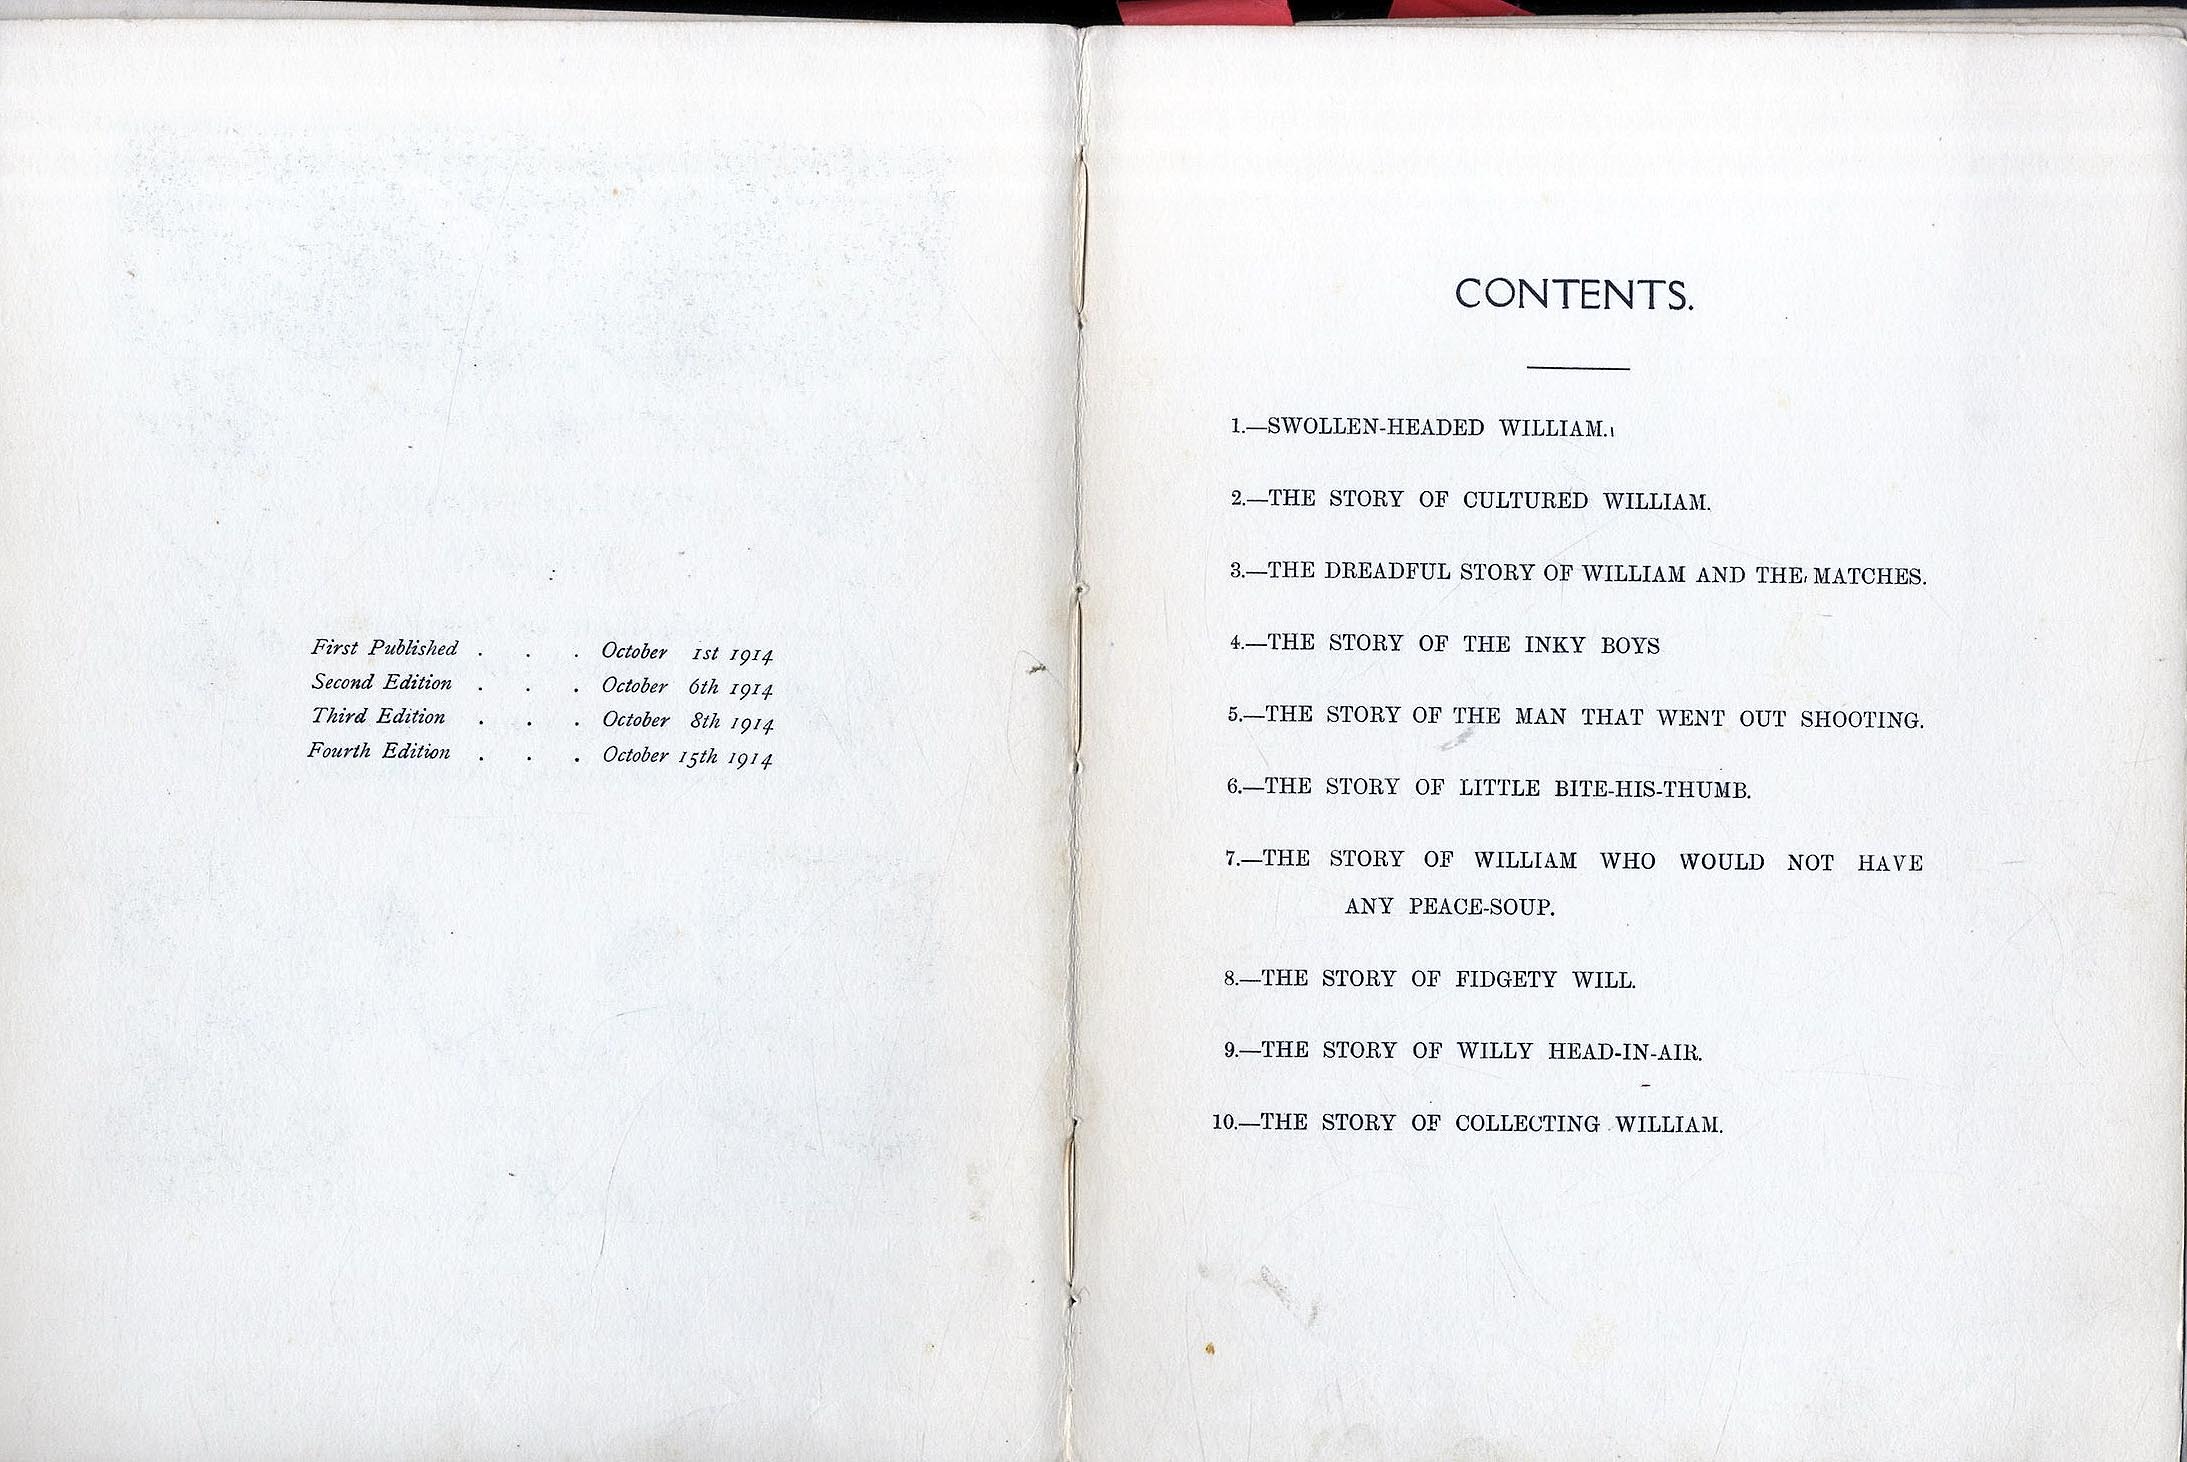 First Published . . . October 1st 1914
Second Edition . . . October 6th 1914
Third Edition . . . October 8th 1914
Fourth Edition . . . October 15th 1914
CONTENTS.
1.—SWOLLEN-HEADED WILLIAM.
2.—THE STORY OF CULTURED WILLIAM.
3.—THE DREADFUL STORY OF WILLIAM AND THE MATCHES.
4.—THE STORY OF THE INKY BOYS
5.—THE STORY OF THE MAN THAT WENT OUT SHOOTING.
6.—THE STORY OF LITTLE BITE-HIS-THUMB.
7.—THE STORY OF WILLIAM WHO WOULD NOT HAVE
ANY PEACE-SOUP.
8.—THE STORY OF FIDGETY WILL.
9.—THE STORY OF WILLY HEAD-IN-AIR.
10.—THE STORY OF COLLECTING WILLIAM.